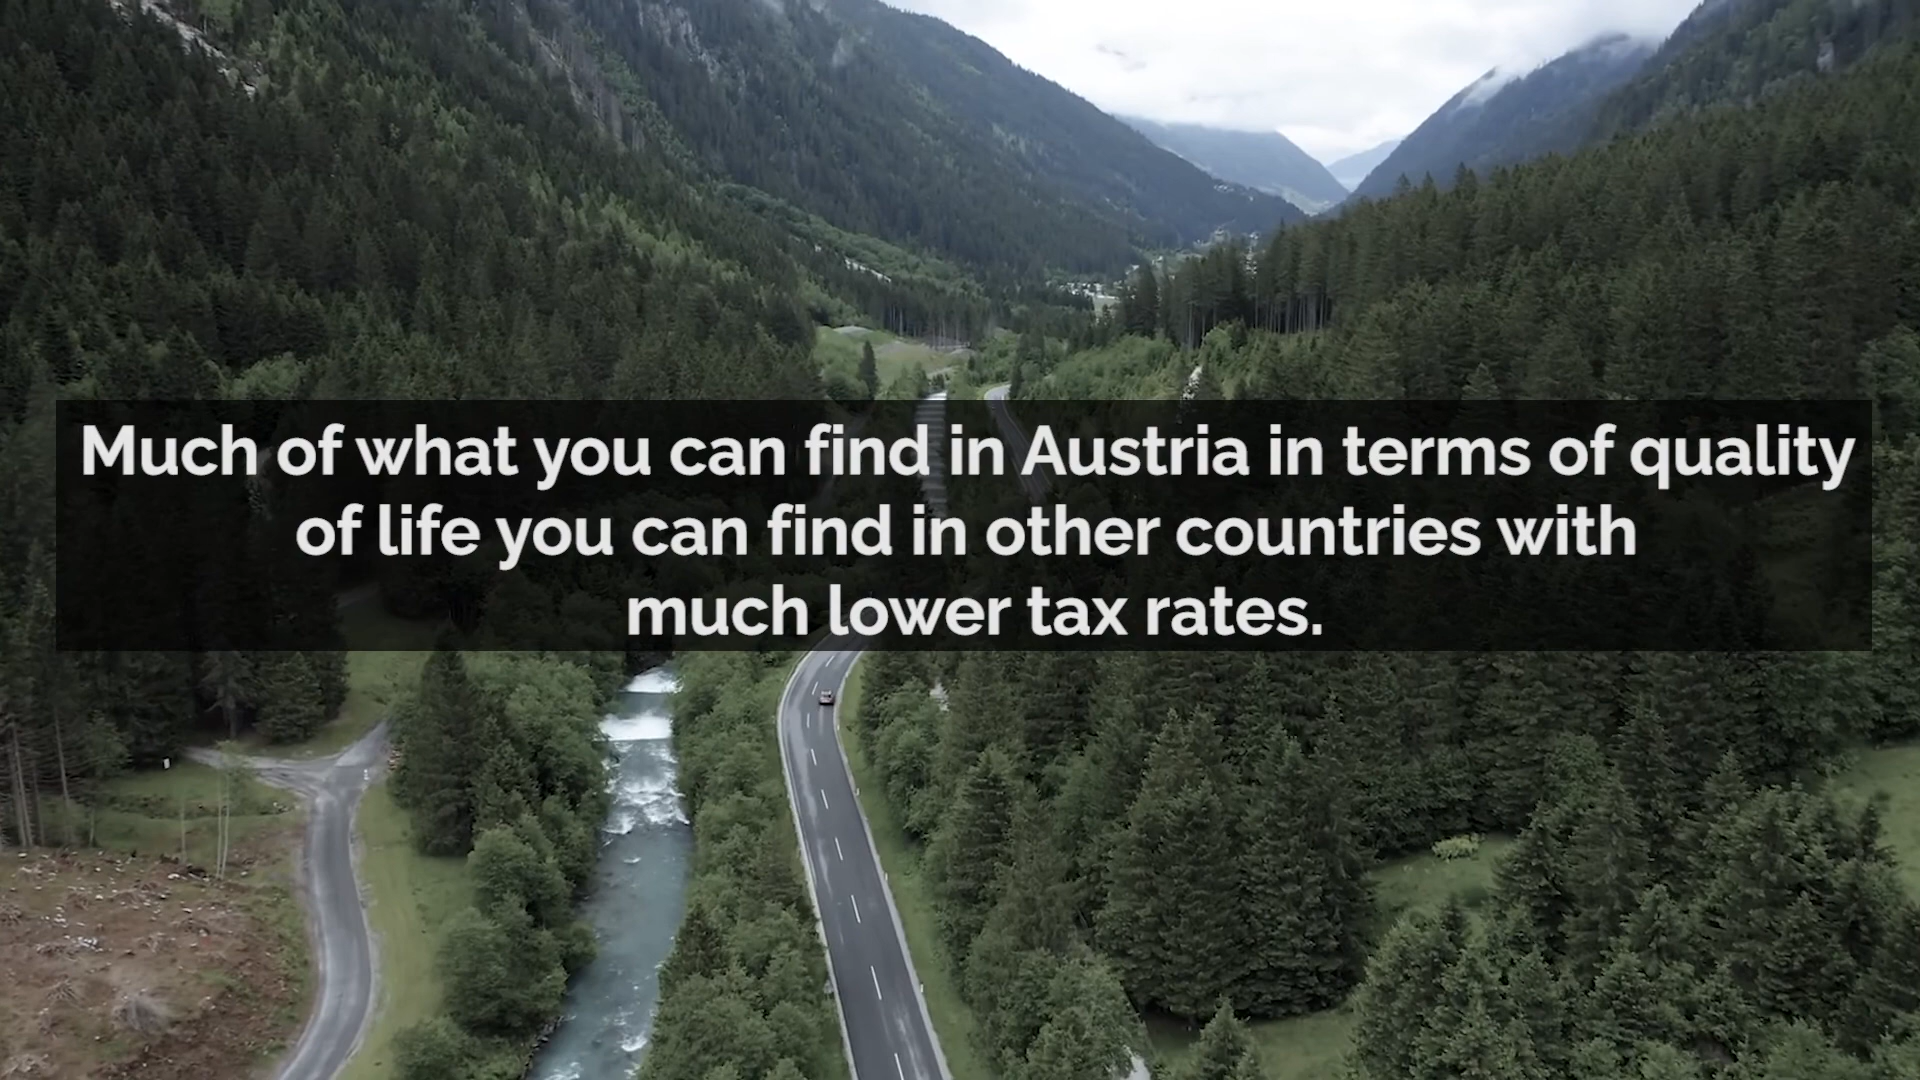 Much of what you can find in Austria in terms of quality
of life you can find in other countries with
much lower tax rates.